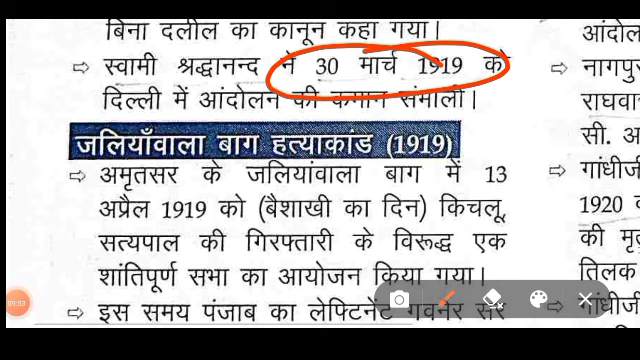 बिना दलील का कानून कहा गया।
⇨ स्वामी श्रद्धानन्द ने 30 मार्च 1919 को
दिल्ली में आंदोलन की कमान संभाली।
जलियाँवाला बाग हत्याकांड (1919)
⇨ अमृतसर के जलियांवाला बाग में 13
अप्रैल 1919 को (बैशाखी का दिन) किचलू,
सत्यपाल की गिरफ्तारी के विरूद्ध एक
शांतिपूर्ण सभा का आयोजन किया गया।
⇨ इस समय पंजाब का लेफ्टिनेंट गवर्नर सर
आंदोल
⇨ नागपुर
राघवा
सी. अ
⇨ गांधीजी
1920 व
की मृत्
तिलक
⇨ गांधीज